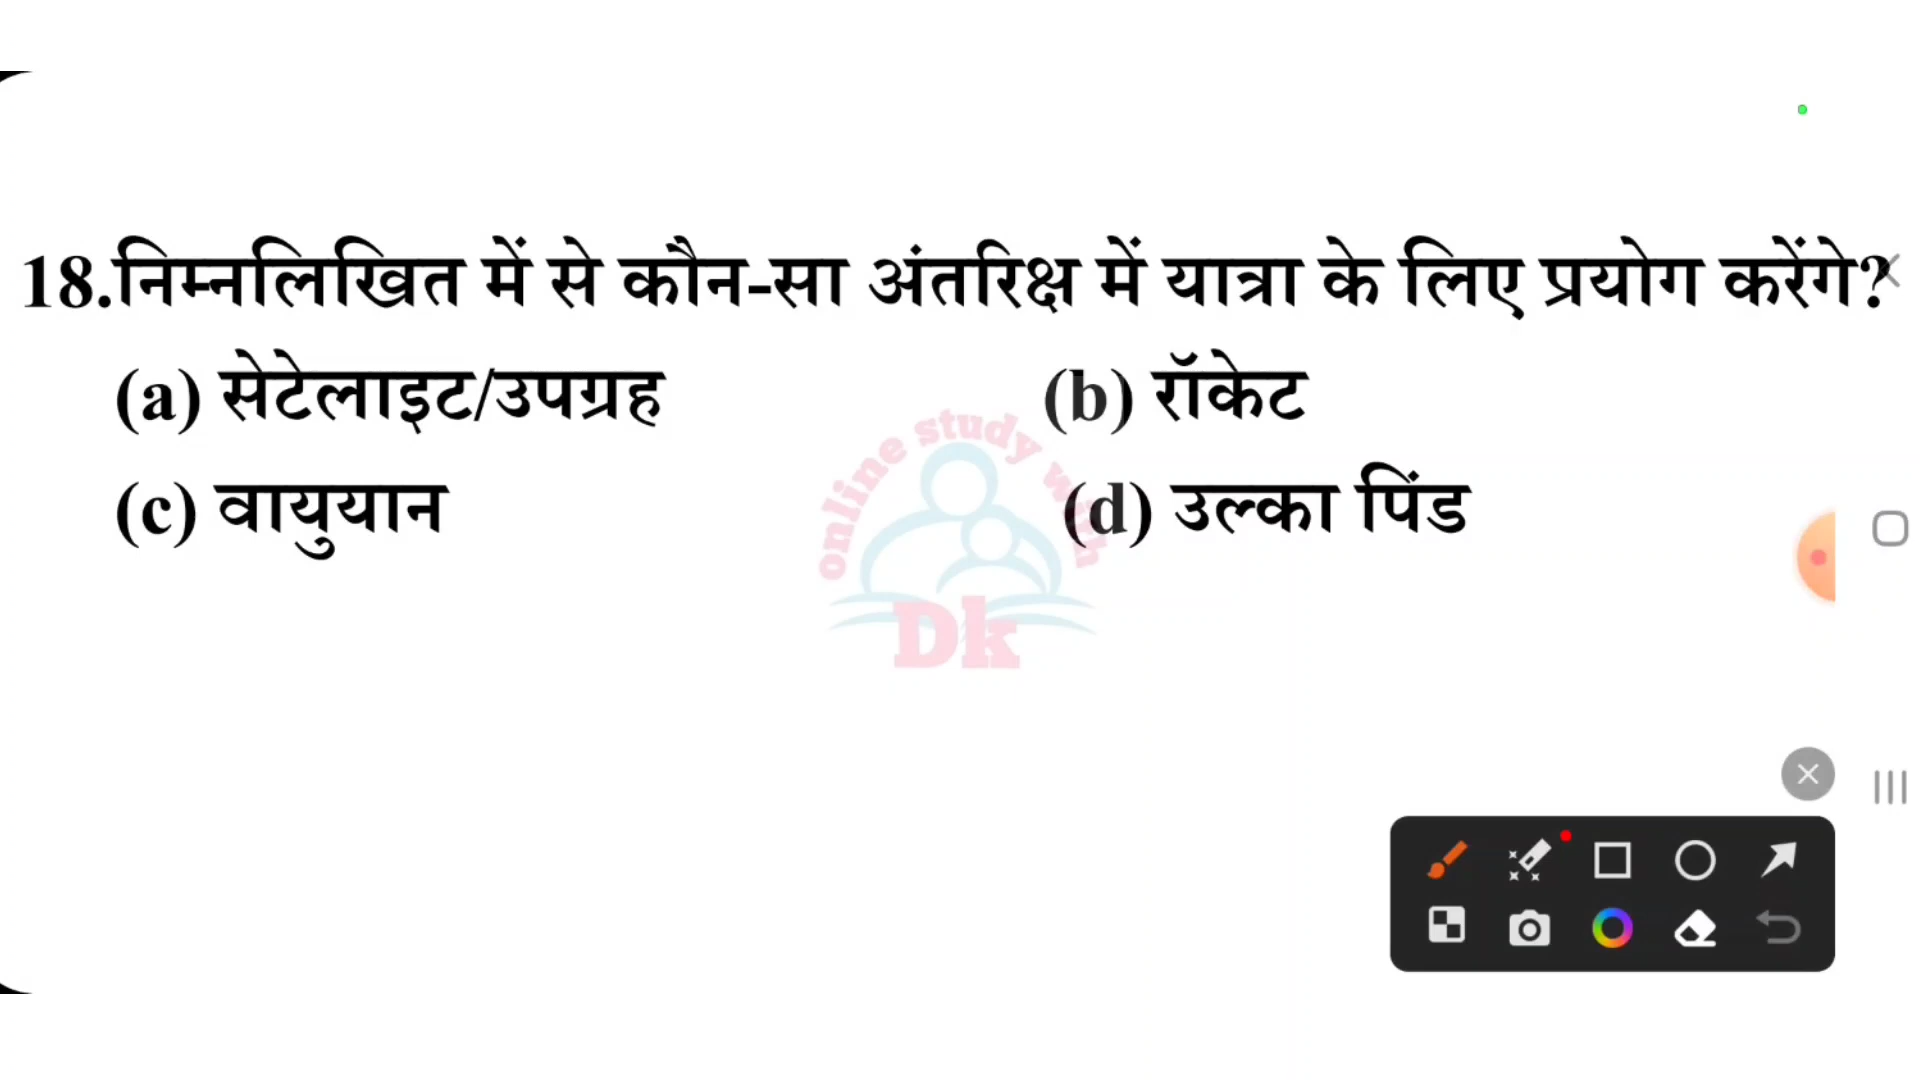 18.निम्नलिखित में से कौन-सा अंतरिक्ष में यात्रा के लिए प्रयोग करेंगे?
(a) सेटेलाइट/उपग्रह (b) रॉकेट
(c) वायुयान (d) उल्का पिंड
online study with
Dk